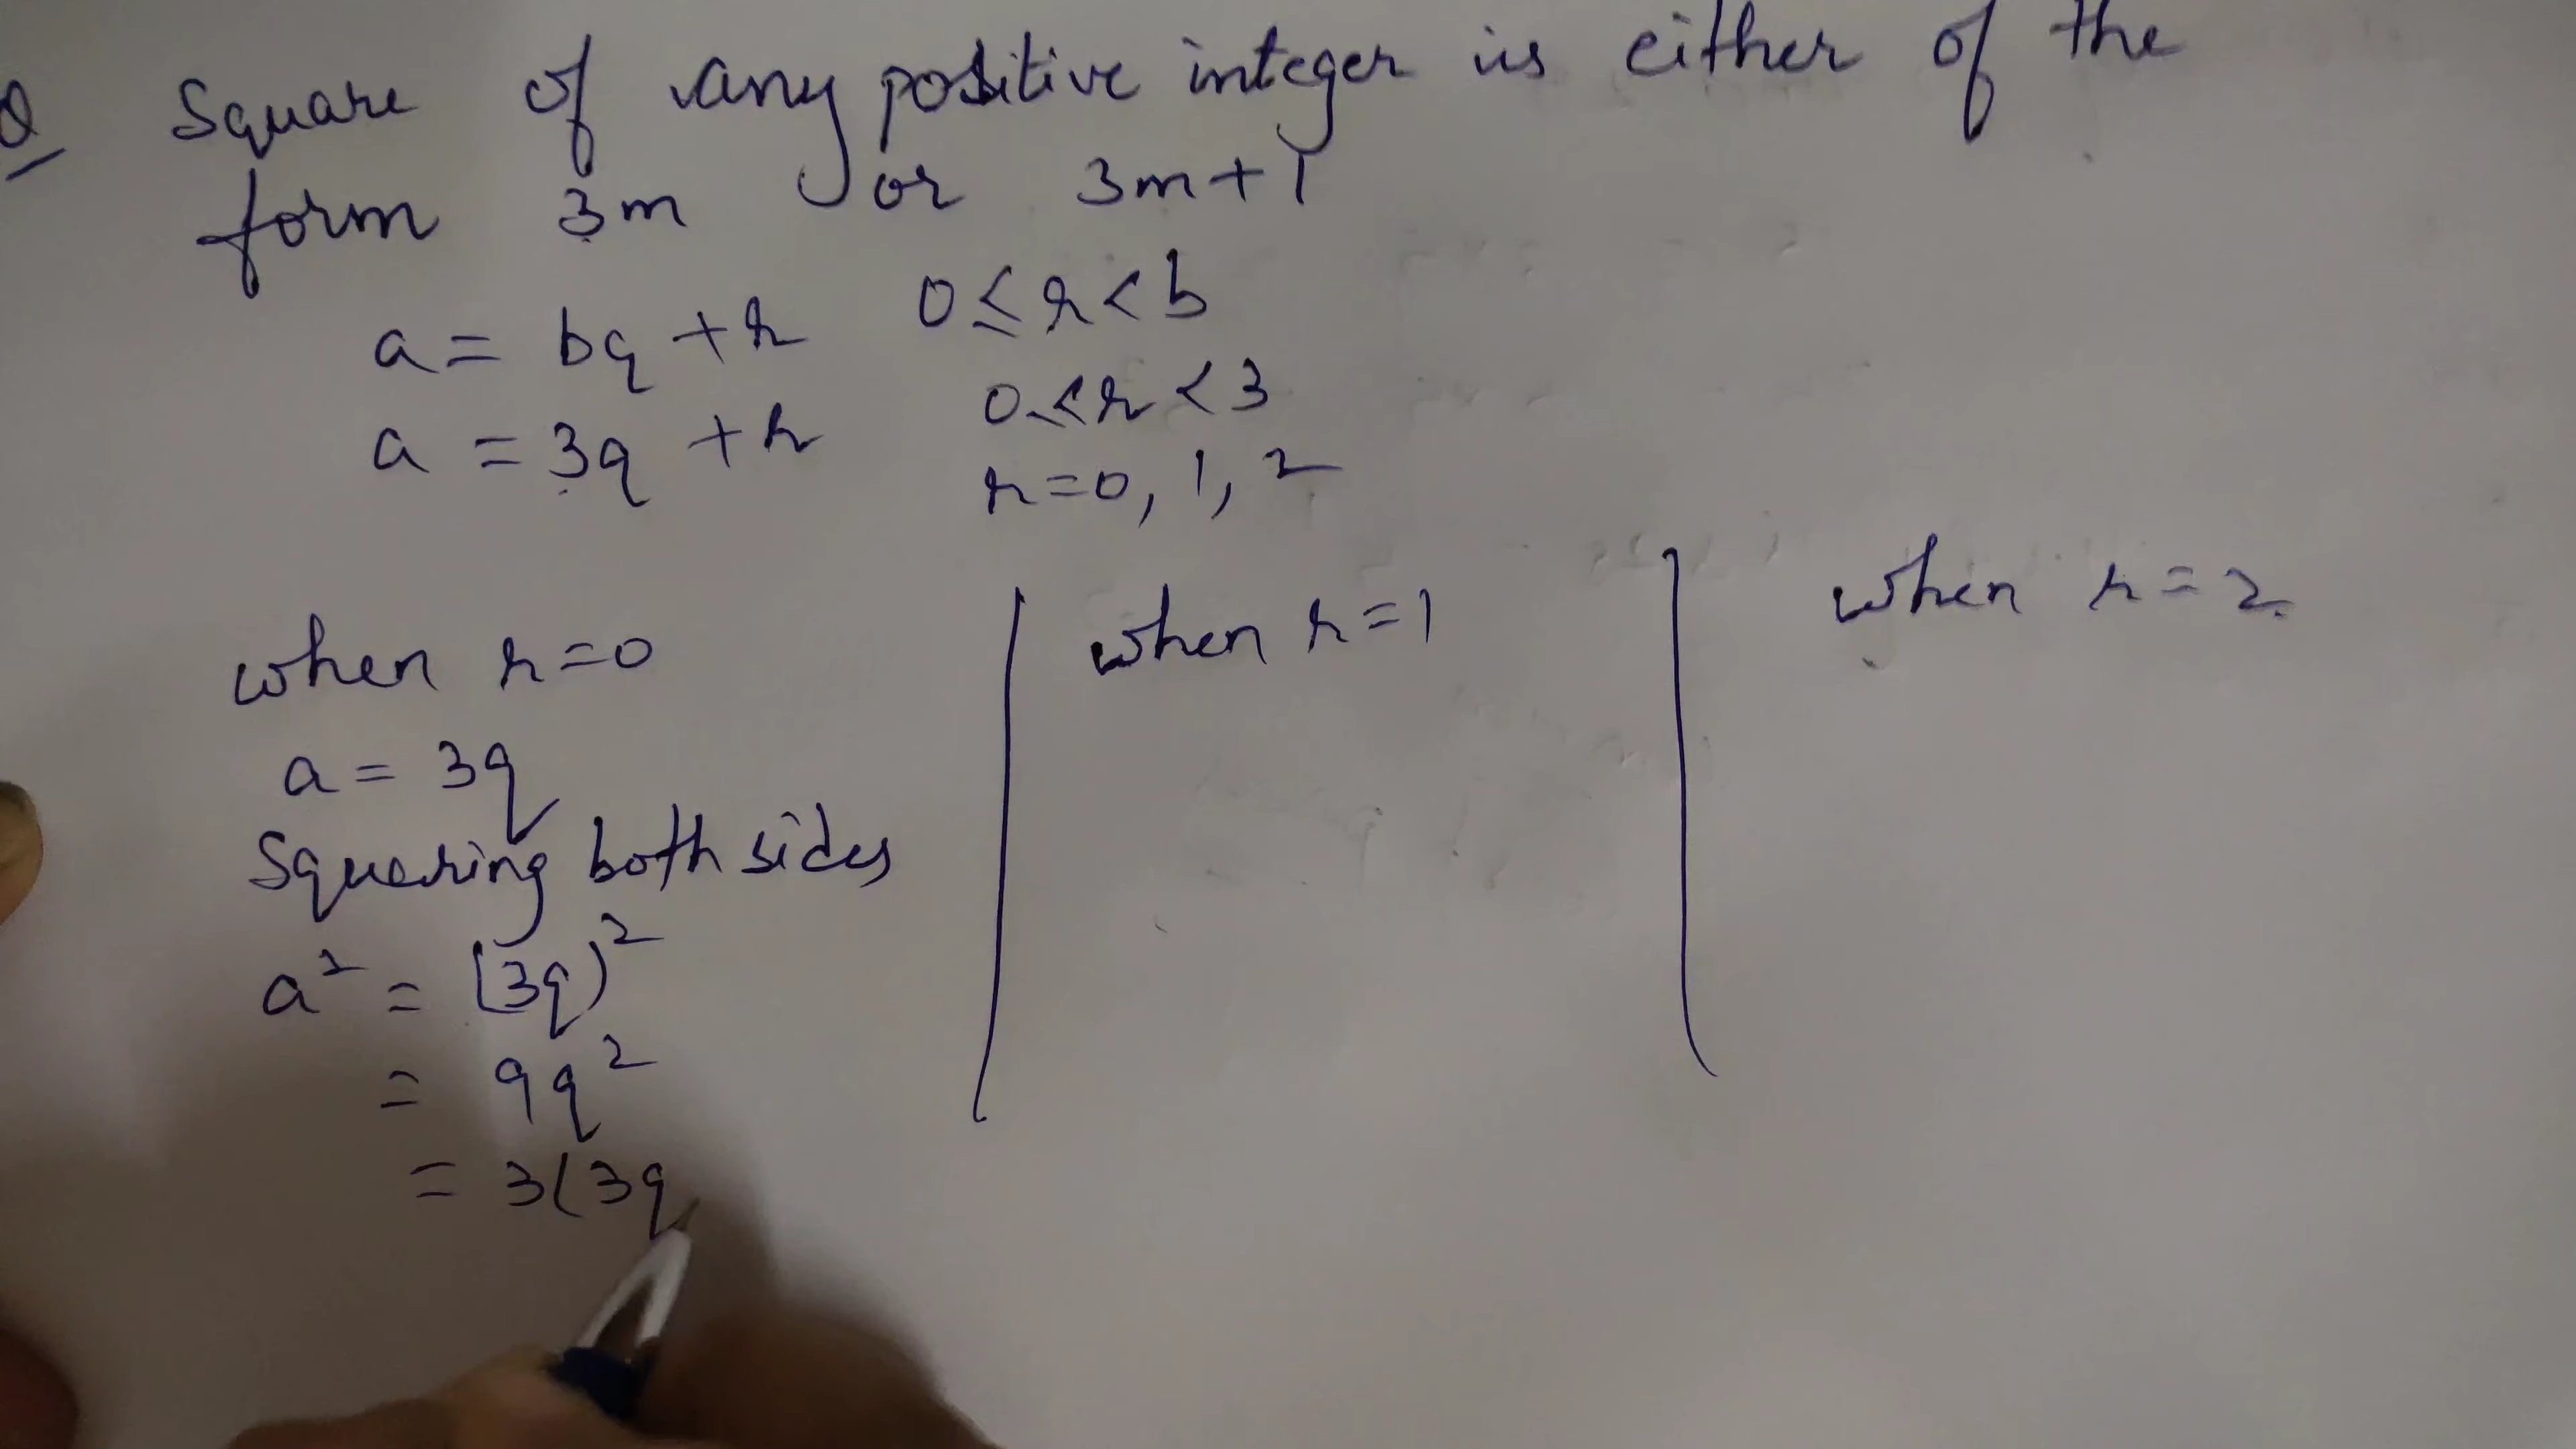 Q Square of any positive integer is either of the
form 3m or 3m+1
a = bq + r 0 ≤ r < b
a = 3q + r 0 ≤ r < 3
r = 0, 1, 2
when r = 0
a = 3q
Squaring both sides
a² = (3q)²
= 9q²
= 3(3q
when r = 1
when r = 2